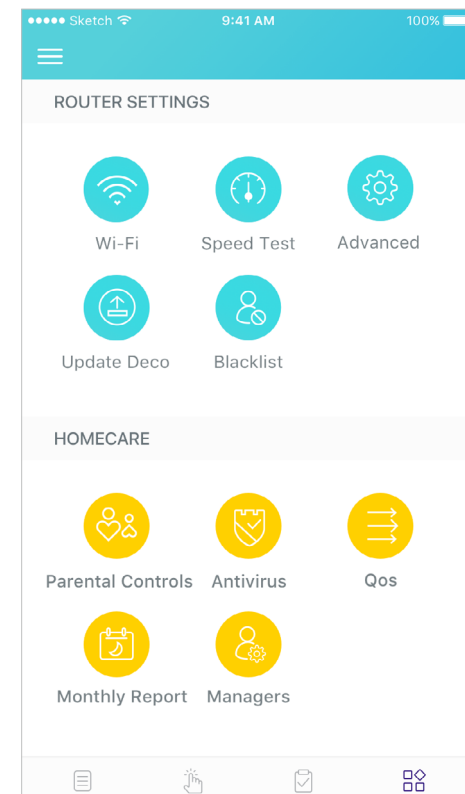 Sketch 9:41 AM 100%
ROUTER SETTINGS
Wi-Fi Speed Test Advanced
Update Deco Blacklist
HOMECARE
Parental Controls Antivirus Qos
Monthly Report Managers